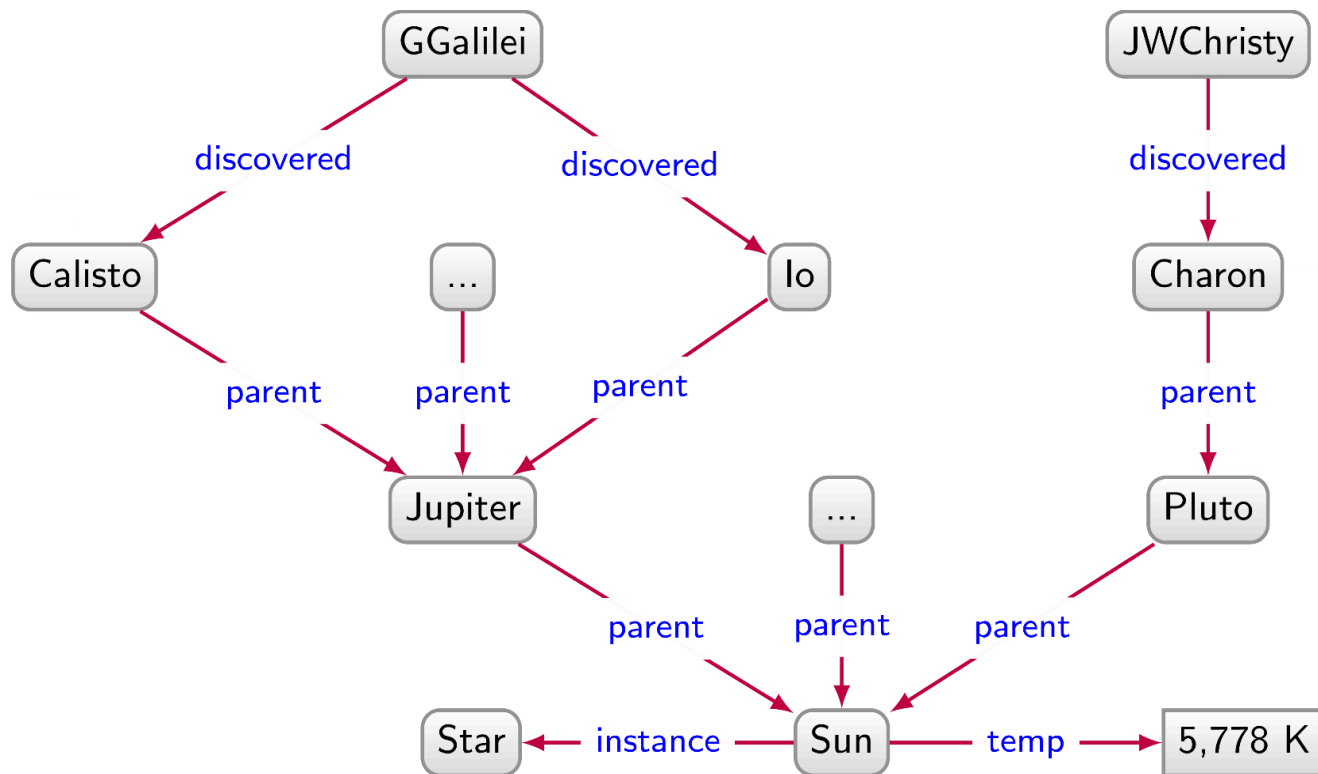 GGalilei
JWChristy
discovered
discovered
discovered
Calisto
...
Io
Charon
parent
parent
parent
parent
Jupiter
...
Pluto
parent
parent
parent
Star
instance
Sun
temp
5,778 K